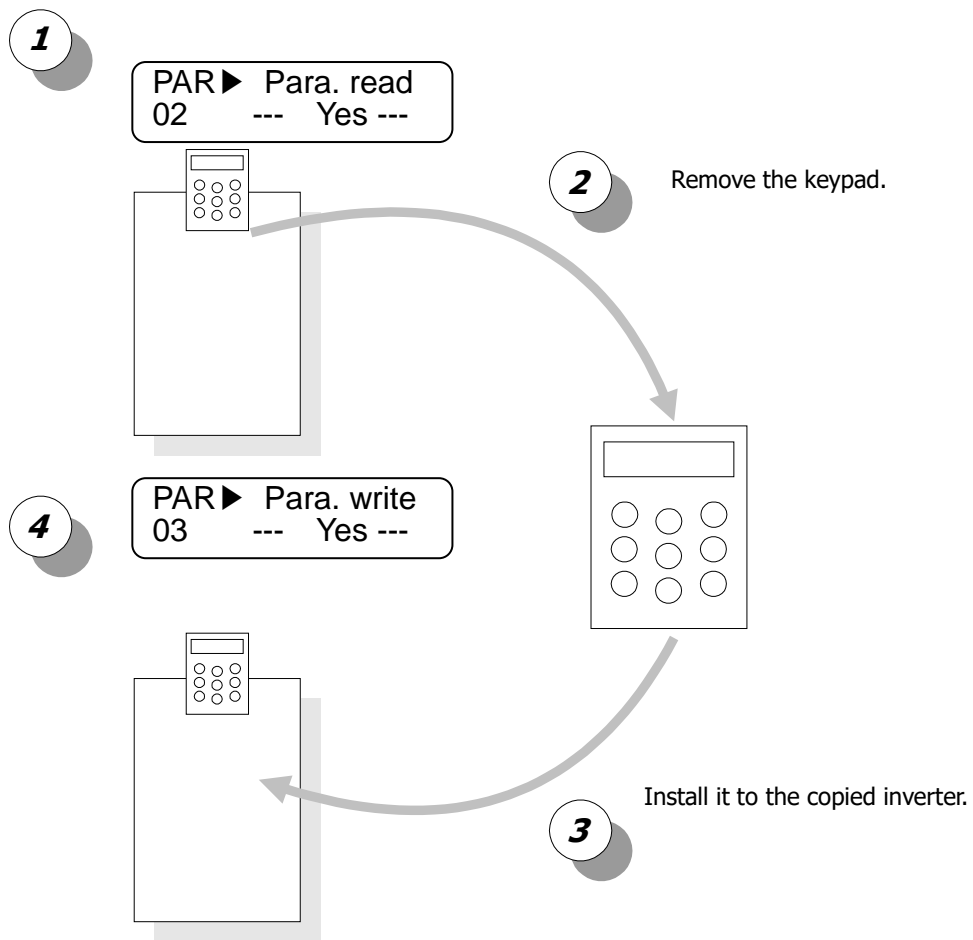 1
PAR▶ Para. read
02 --- Yes ---
2
Remove the keypad.
4
PAR▶ Para. write
03 --- Yes ---
Install it to the copied inverter.
3